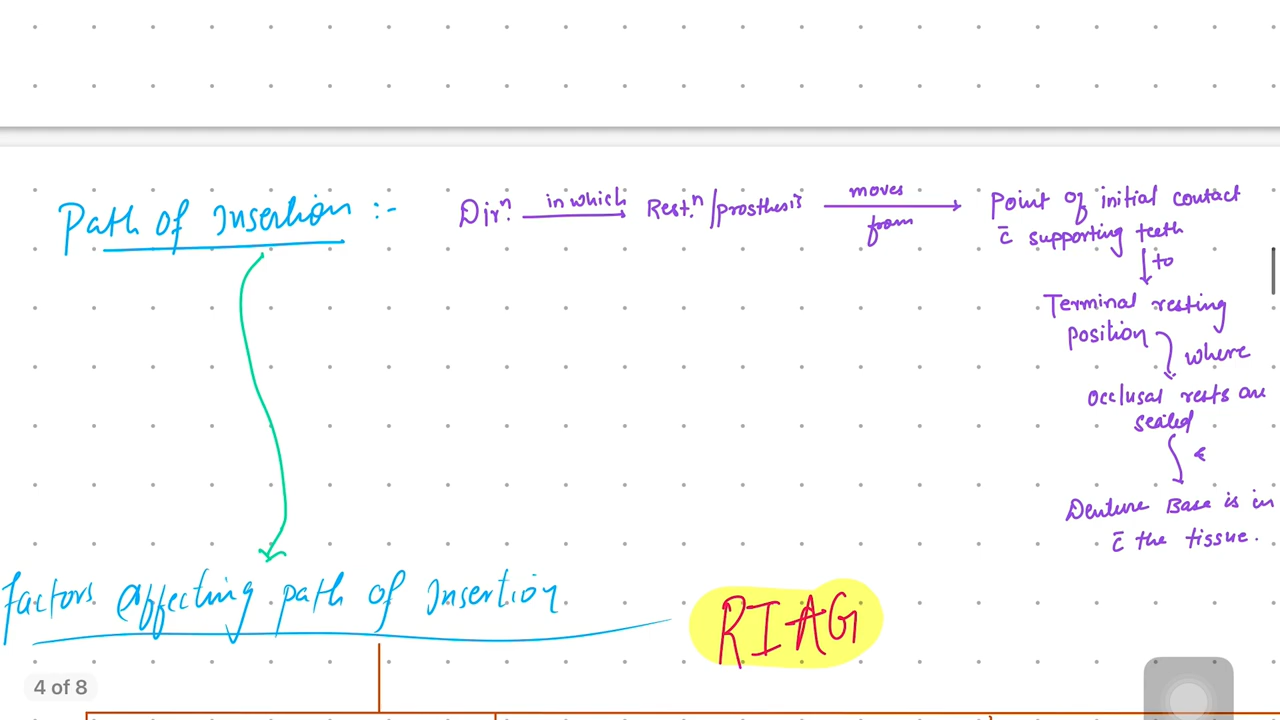 Path of Insertion :-
Dirⁿ. in which Rest.ⁿ/prosthesis moves from Point of initial contact
c̄ supporting teeth
to
Terminal resting
position
where
Occlusal rests are
seated
&
Denture Base is in
c̄ the tissue.
Factors affecting path of Insertion
RIAG
4 of 8